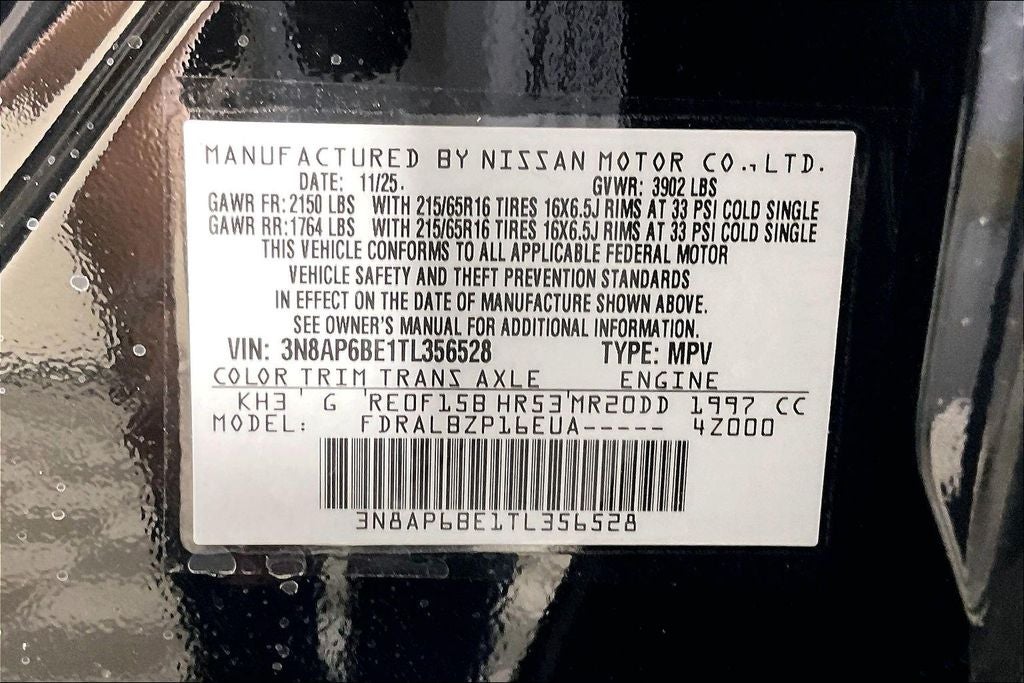 MANUFACTURED BY NISSAN MOTOR CO., LTD.
DATE: 11/25. GVWR: 3902 LBS
GAWR FR: 2150 LBS WITH 215/65R16 TIRES 16X6.5J RIMS AT 33 PSI COLD SINGLE
GAWR RR: 1764 LBS WITH 215/65R16 TIRES 16X6.5J RIMS AT 33 PSI COLD SINGLE
THIS VEHICLE CONFORMS TO ALL APPLICABLE FEDERAL MOTOR
VEHICLE SAFETY AND THEFT PREVENTION STANDARDS
IN EFFECT ON THE DATE OF MANUFACTURE SHOWN ABOVE.
SEE OWNER'S MANUAL FOR ADDITIONAL INFORMATION.
VIN: 3N8AP6BE1TL356528 TYPE: MPV
COLOR TRIM TRANS AXLE ENGINE
KH3 G RE0F15B HR53 MR20DD 1997 CC
MODEL: FDRALBZP16EUA----- 4Z000
3N8AP6BE1TL356528